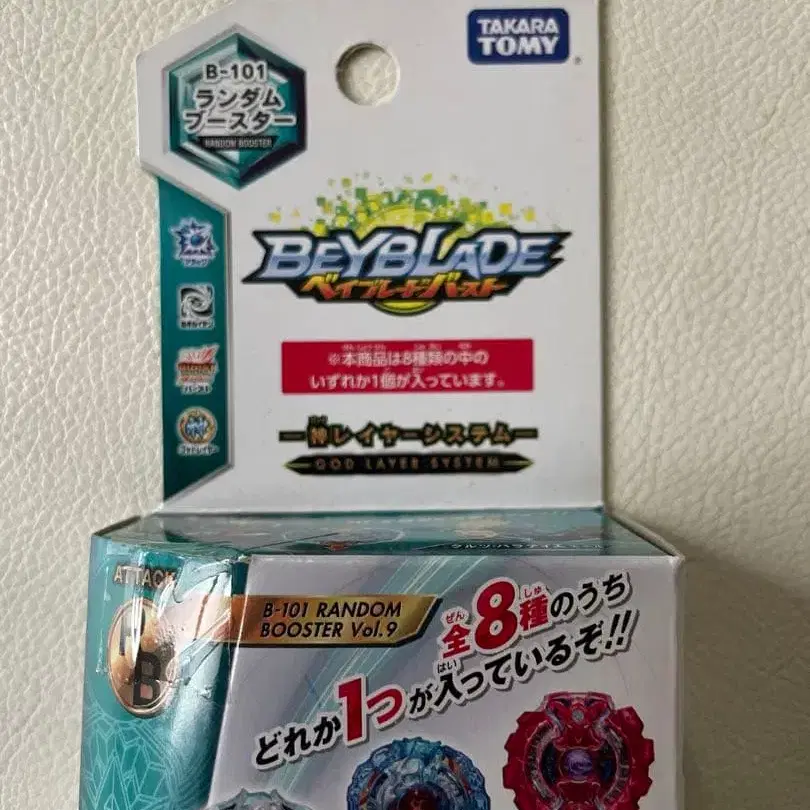 TAKARA
TOMY
B-101
ランダム
ブースター
RANDOM BOOSTER
BEYBLADE
ベイブレードバースト
※本商品は8種類の中の
いずれか1個が入っています。
神レイヤーシステム
GOD LAYER SYSTEM
ATTACK
B-101 RANDOM
BOOSTER Vol.9
全8種のうち
どれか1つが入っているぞ!!